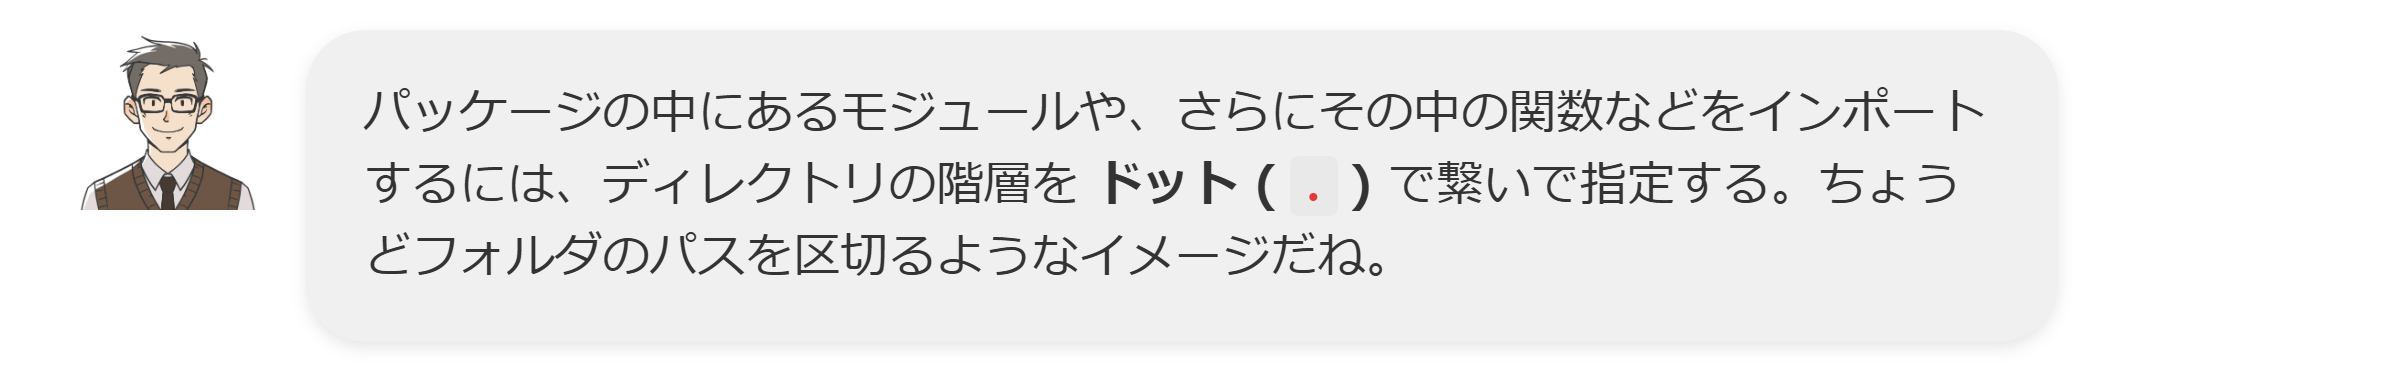 パッケージの中にあるモジュールや、さらにその中の関数などをインポート
するには、ディレクトリの階層を ドット ( . ) で繋いで指定する。ちょう
どフォルダのパスを区切るようなイメージだね。